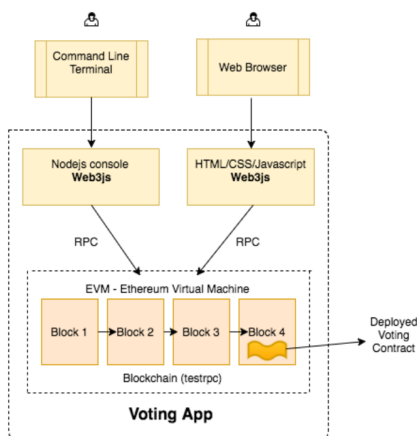 Command Line
Terminal
Web Browser
Nodejs console
Web3js
HTML/CSS/Javascript
Web3js
RPC
RPC
EVM - Ethereum Virtual Machine
Block 1
Block 2
Block 3
Block 4
Deployed
Voting
Contract
Blockchain (testrpc)
Voting App